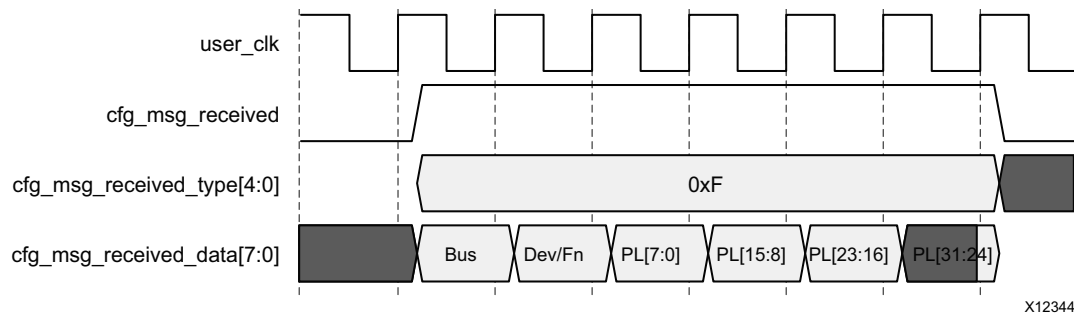 user_clk
cfg_msg_received
cfg_msg_received_type[4:0] 0xF
cfg_msg_received_data[7:0] Bus Dev/Fn PL[7:0] PL[15:8] PL[23:16] PL[31:24]
X12344